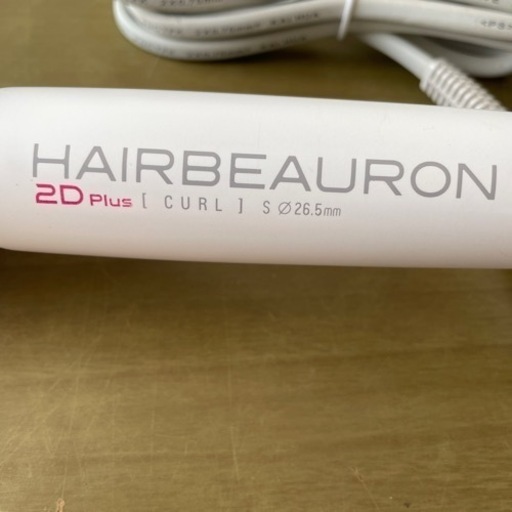 HAIRBEAURON
2D Plus [ CURL ] S Ø26.5mm